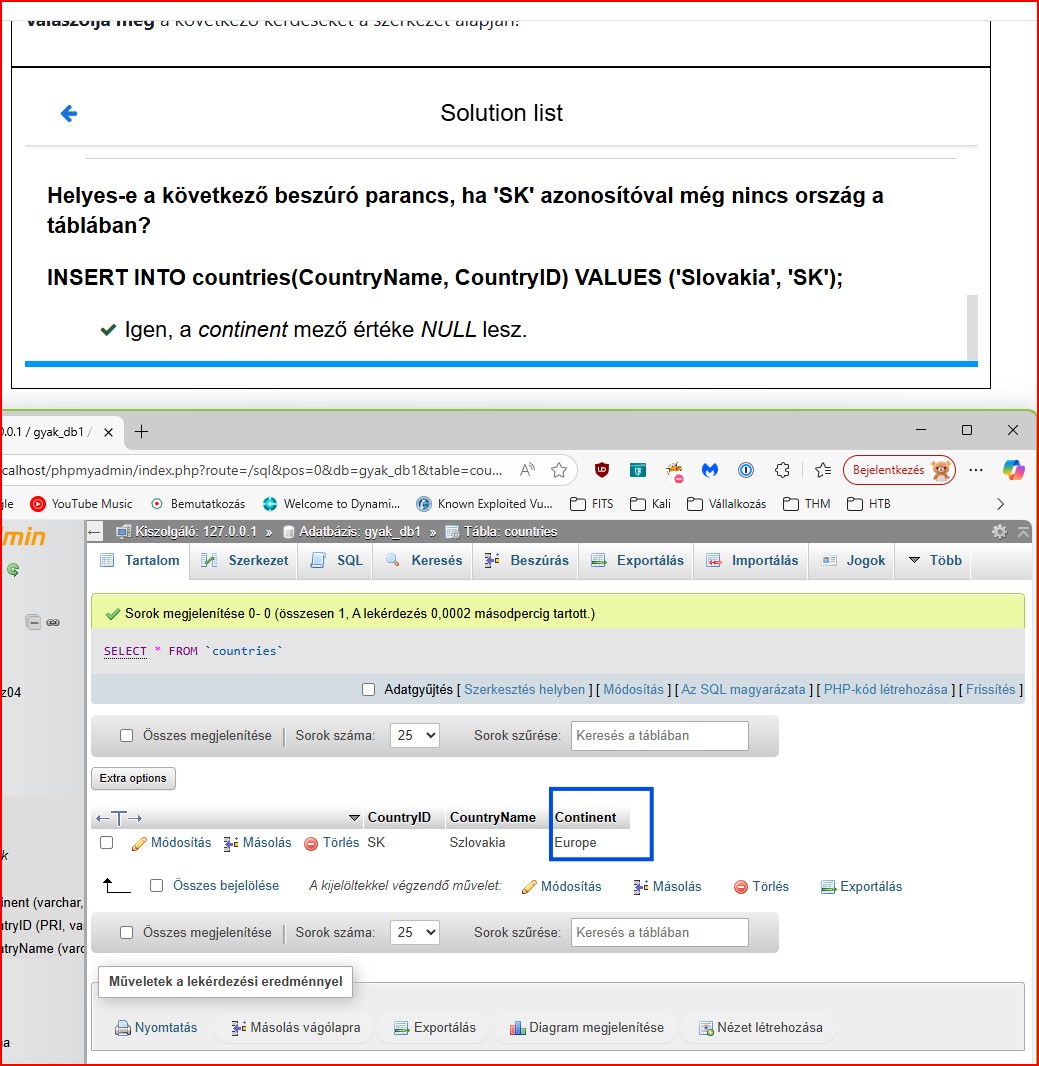 válaszolja meg a következő kérdéseket a szerkezet alapján!
Solution list
Helyes-e a következő beszúró parancs, ha 'SK' azonosítóval még nincs ország a
táblában?
INSERT INTO countries(CountryName, CountryID) VALUES ('Slovakia', 'SK');
Igen, a continent mező értéke NULL lesz.
0.0.1 / gyak_db1 /
calhost/phpmyadmin/index.php?route=/sql&pos=0&db=gyak_db1&table=cou...
Bejelentkezés
gle YouTube Music Bemutatkozás Welcome to Dynami... Known Exploited Vu... FITS Kali Vállalkozás THM HTB
min
Kiszolgáló: 127.0.0.1 » Adatbázis: gyak_db1 » Tábla: countries
Tartalom Szerkezet SQL Keresés Beszúrás Exportálás Importálás Jogok Több
Sorok megjelenítése 0- 0 (összesen 1, A lekérdezés 0,0002 másodpercig tartott.)
SELECT * FROM `countries`
z04
Adatgyűjtés [ Szerkesztés helyben ] [ Módosítás ] [ Az SQL magyarázata ] [ PHP-kód létrehozása ] [ Frissítés ]
Összes megjelenítése Sorok száma: 25 Sorok szűrése: Keresés a táblában
Extra options
←T→ CountryID CountryName Continent
Módosítás Másolás Törlés SK Szlovakia Europe
k
Összes bejelölése A kijelöltekkel végzendő művelet: Módosítás Másolás Törlés Exportálás
inent (varchar,
ntryID (PRI, va
ntryName (varc
Összes megjelenítése Sorok száma: 25 Sorok szűrése: Keresés a táblában
Műveletek a lekérdezési eredménnyel
Nyomtatás Másolás vágólapra Exportálás Diagram megjelenítése Nézet létrehozása
na